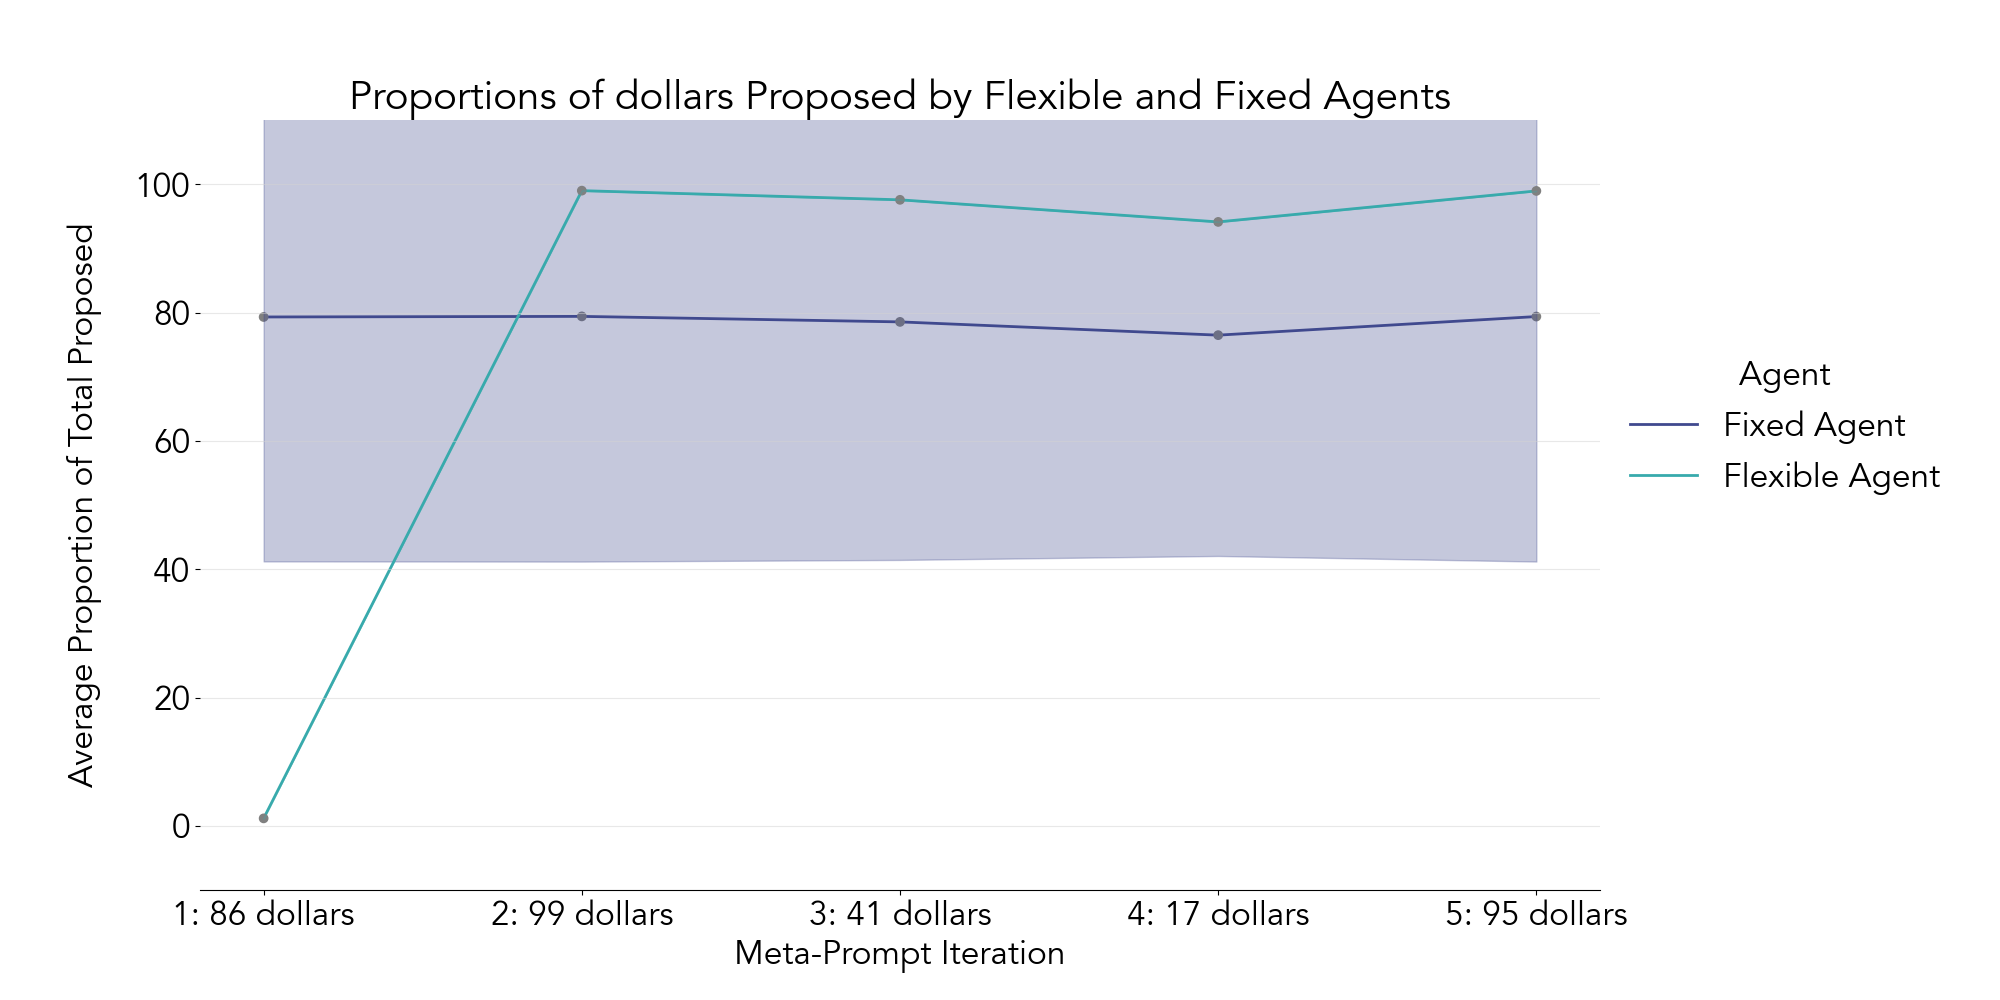 Proportions of dollars Proposed by Flexible and Fixed Agents
Average Proportion of Total Proposed
100
80
60
40
20
0
1: 86 dollars
2: 99 dollars
3: 41 dollars
4: 17 dollars
5: 95 dollars
Meta-Prompt Iteration
Agent
Fixed Agent
Flexible Agent